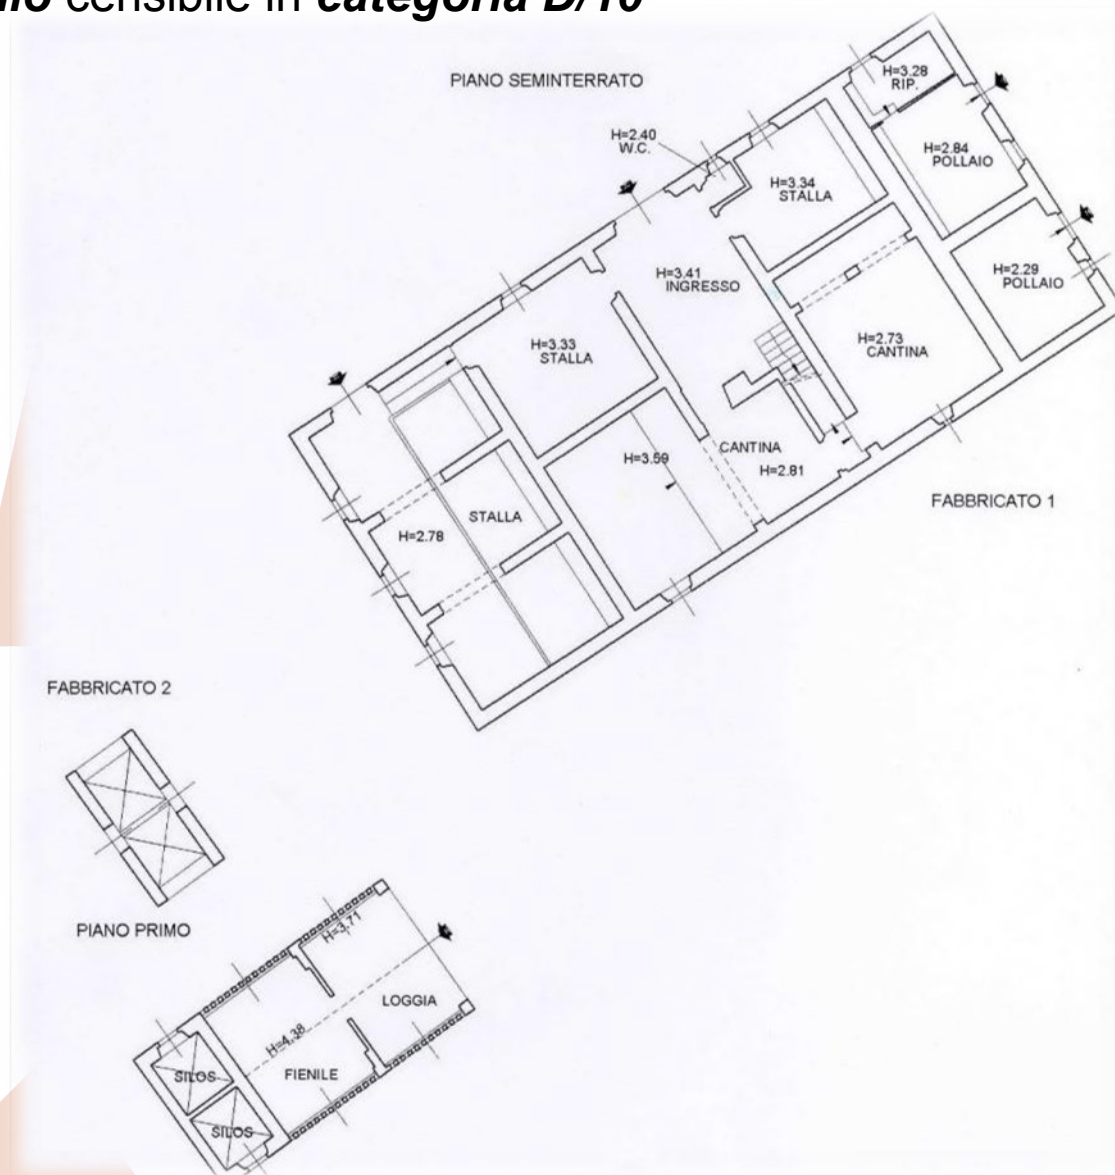 censibile in categoria D/10
PIANO SEMINTERRATO
H=3.28
RIP.
H=2.40
W.C.
H=2.84
POLLAIO
H=3.34
STALLA
H=3.41
INGRESSO
H=2.29
POLLAIO
H=3.33
STALLA
H=2.73
CANTINA
CANTINA
H=2.81
H=3.59
FABBRICATO 1
STALLA
H=2.78
FABBRICATO 2
PIANO PRIMO
H=3.71
LOGGIA
H=4.38
FIENILE
SILOS
SILOS